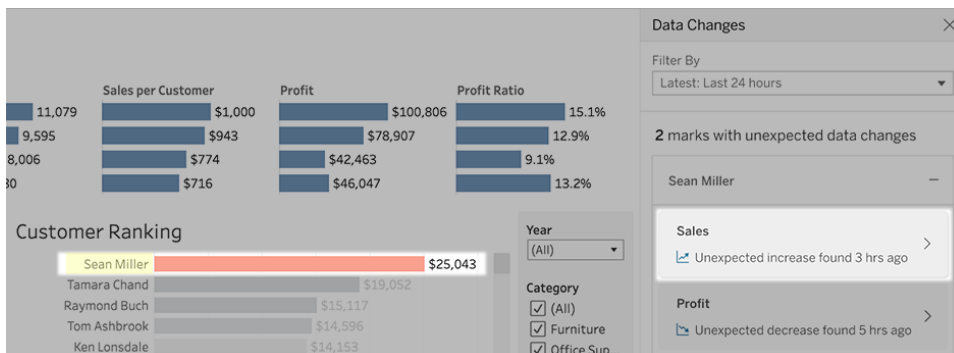 Data Changes
Filter By
Latest: Last 24 hours
2 marks with unexpected data changes
Sean Miller
Sales
Unexpected increase found 3 hrs ago
Profit
Unexpected decrease found 5 hrs ago
Sales per Customer Profit Profit Ratio
11,079 $1,000 $100,806 15.1%
9,595 $943 $78,907 12.9%
8,006 $774 $42,463 9.1%
$716 $46,047 13.2%
Customer Ranking
Sean Miller $25,043
Tamara Chand $19,052
Raymond Buch $15,117
Tom Ashbrook $14,596
Ken Lonsdale $14,153
Year
(All)
Category
(All)
Furniture
Office Sup